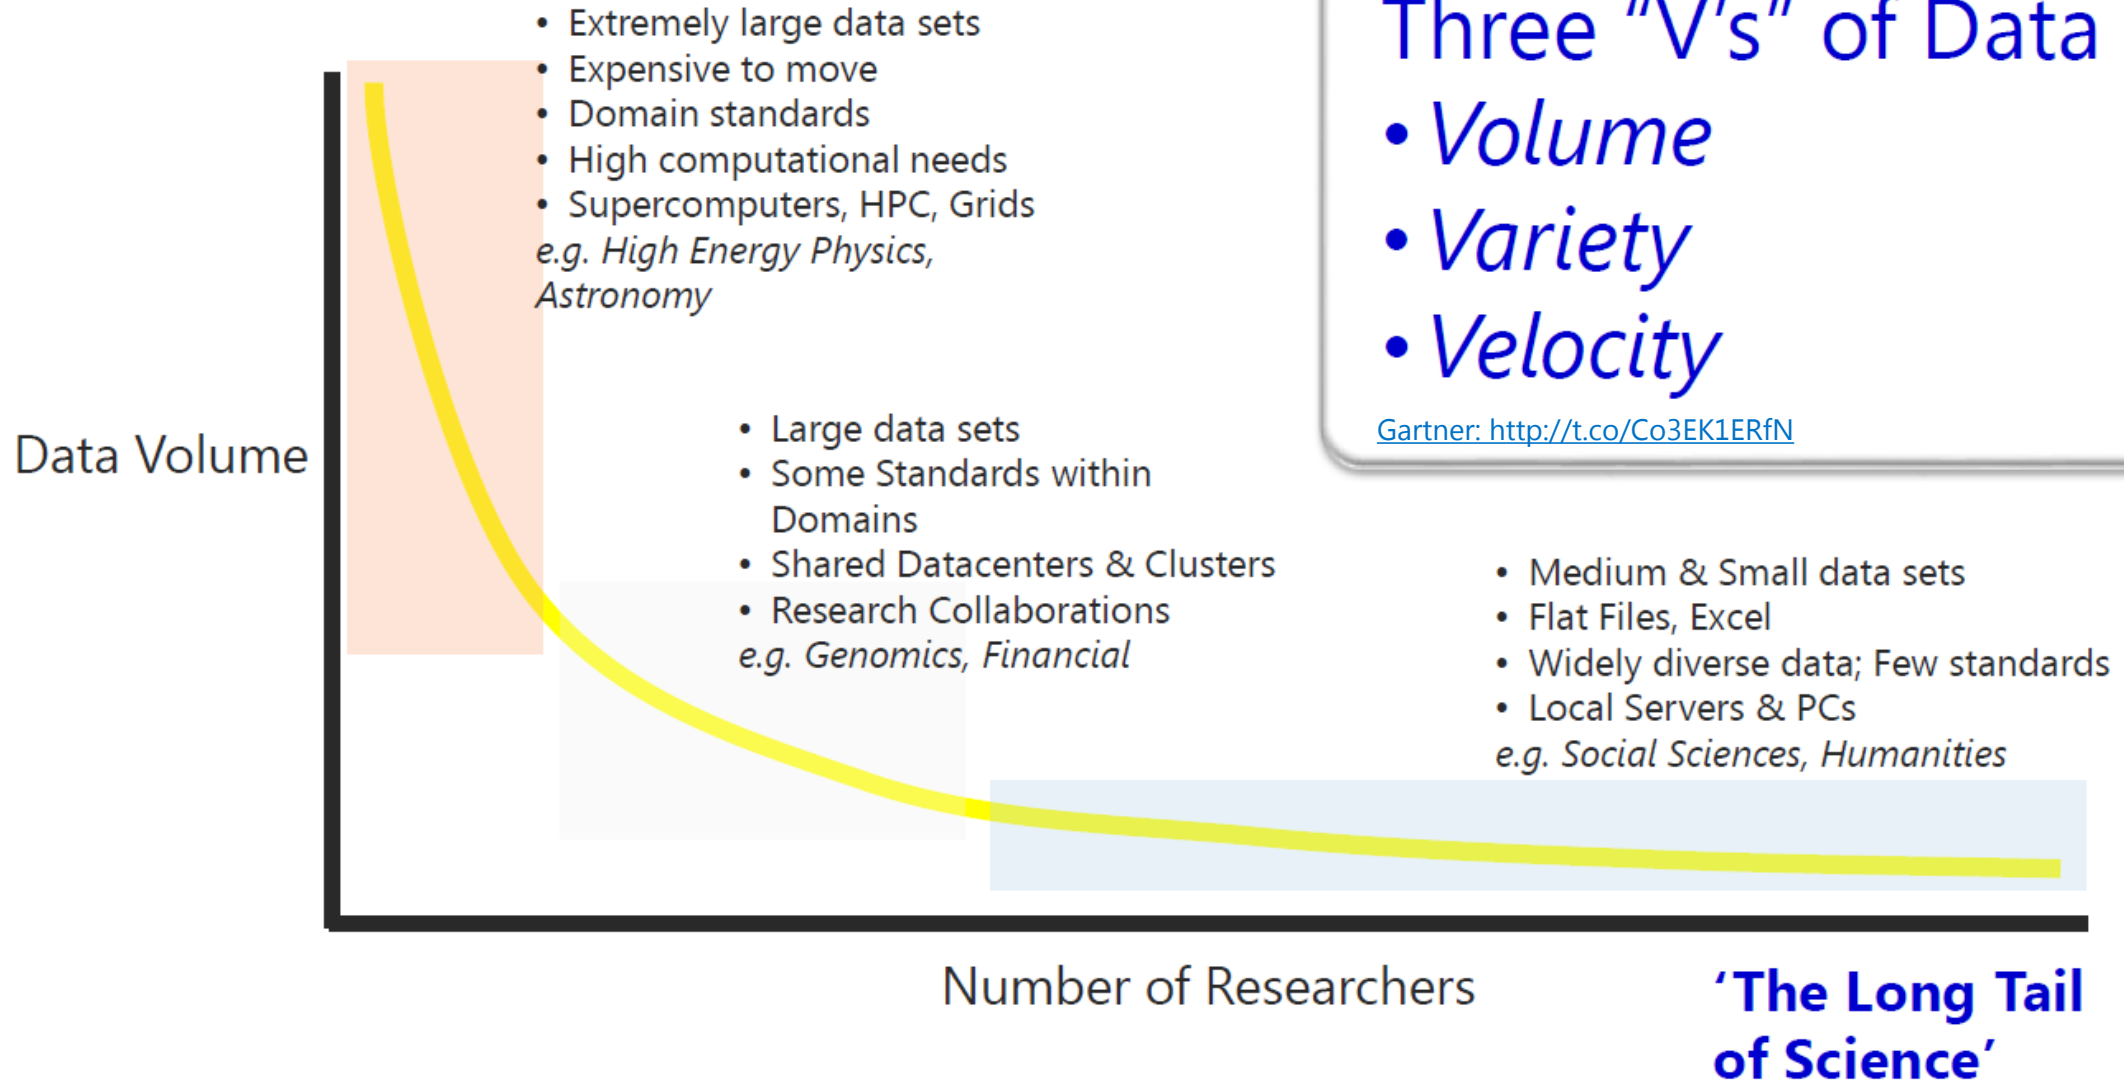 • Extremely large data sets
• Expensive to move
• Domain standards
• High computational needs
• Supercomputers, HPC, Grids
e.g. High Energy Physics,
Astronomy
Three "V's" of Data
• Volume
• Variety
• Velocity
Gartner: http://t.co/Co3EK1ERfN
Data Volume
• Large data sets
• Some Standards within
Domains
• Shared Datacenters & Clusters
• Research Collaborations
e.g. Genomics, Financial
• Medium & Small data sets
• Flat Files, Excel
• Widely diverse data; Few standards
• Local Servers & PCs
e.g. Social Sciences, Humanities
Number of Researchers
‘The Long Tail
of Science’